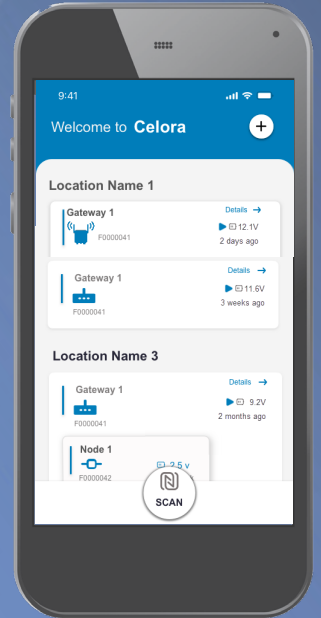 9:41
Welcome to Celora
+
Location Name 1
Gateway 1
Details →
F0000041
12.1V
2 days ago
Gateway 1
Details →
11.6V
F0000041
3 weeks ago
Location Name 3
Gateway 1
Details →
9.2V
F0000041
2 months ago
Node 1
2.5 v
F0000042
SCAN